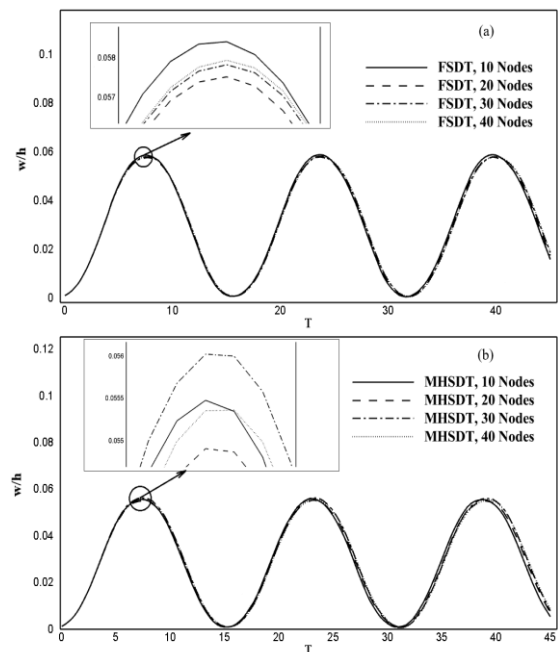 (a)
0.1
0.08
0.06
0.04
0.02
0
w/h
0.058
0.057
FSDT, 10 Nodes
FSDT, 20 Nodes
FSDT, 30 Nodes
FSDT, 40 Nodes
0
10
20
30
40
T
(b)
0.12
0.1
0.08
0.06
0.04
0.02
0
w/h
0.056
0.0555
0.055
MHSDT, 10 Nodes
MHSDT, 20 Nodes
MHSDT, 30 Nodes
MHSDT, 40 Nodes
0
5
10
15
20
25
30
35
40
45
T